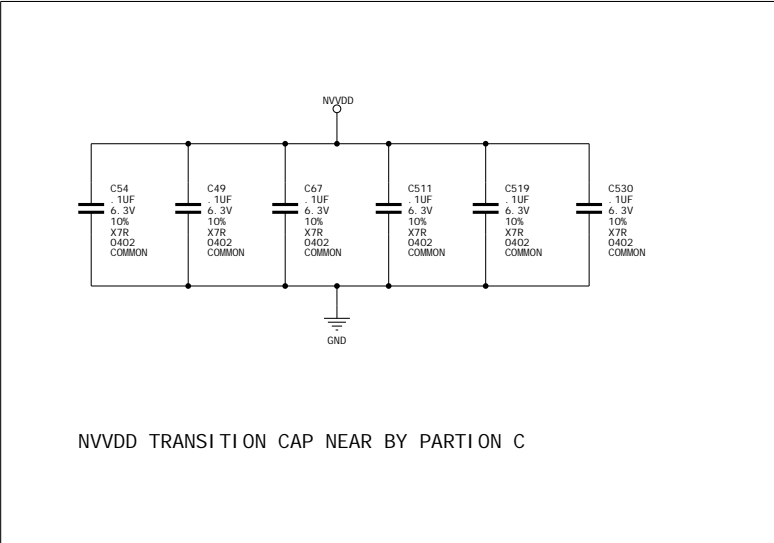 NVVDD
C54
.1UF
6.3V
10%
X7R
0402
COMMON
C49
.1UF
6.3V
10%
X7R
0402
COMMON
C67
.1UF
6.3V
10%
X7R
0402
COMMON
C511
.1UF
6.3V
10%
X7R
0402
COMMON
C519
.1UF
6.3V
10%
X7R
0402
COMMON
C530
.1UF
6.3V
10%
X7R
0402
COMMON
GND
NVVDD TRANSITION CAP NEAR BY PARTION C